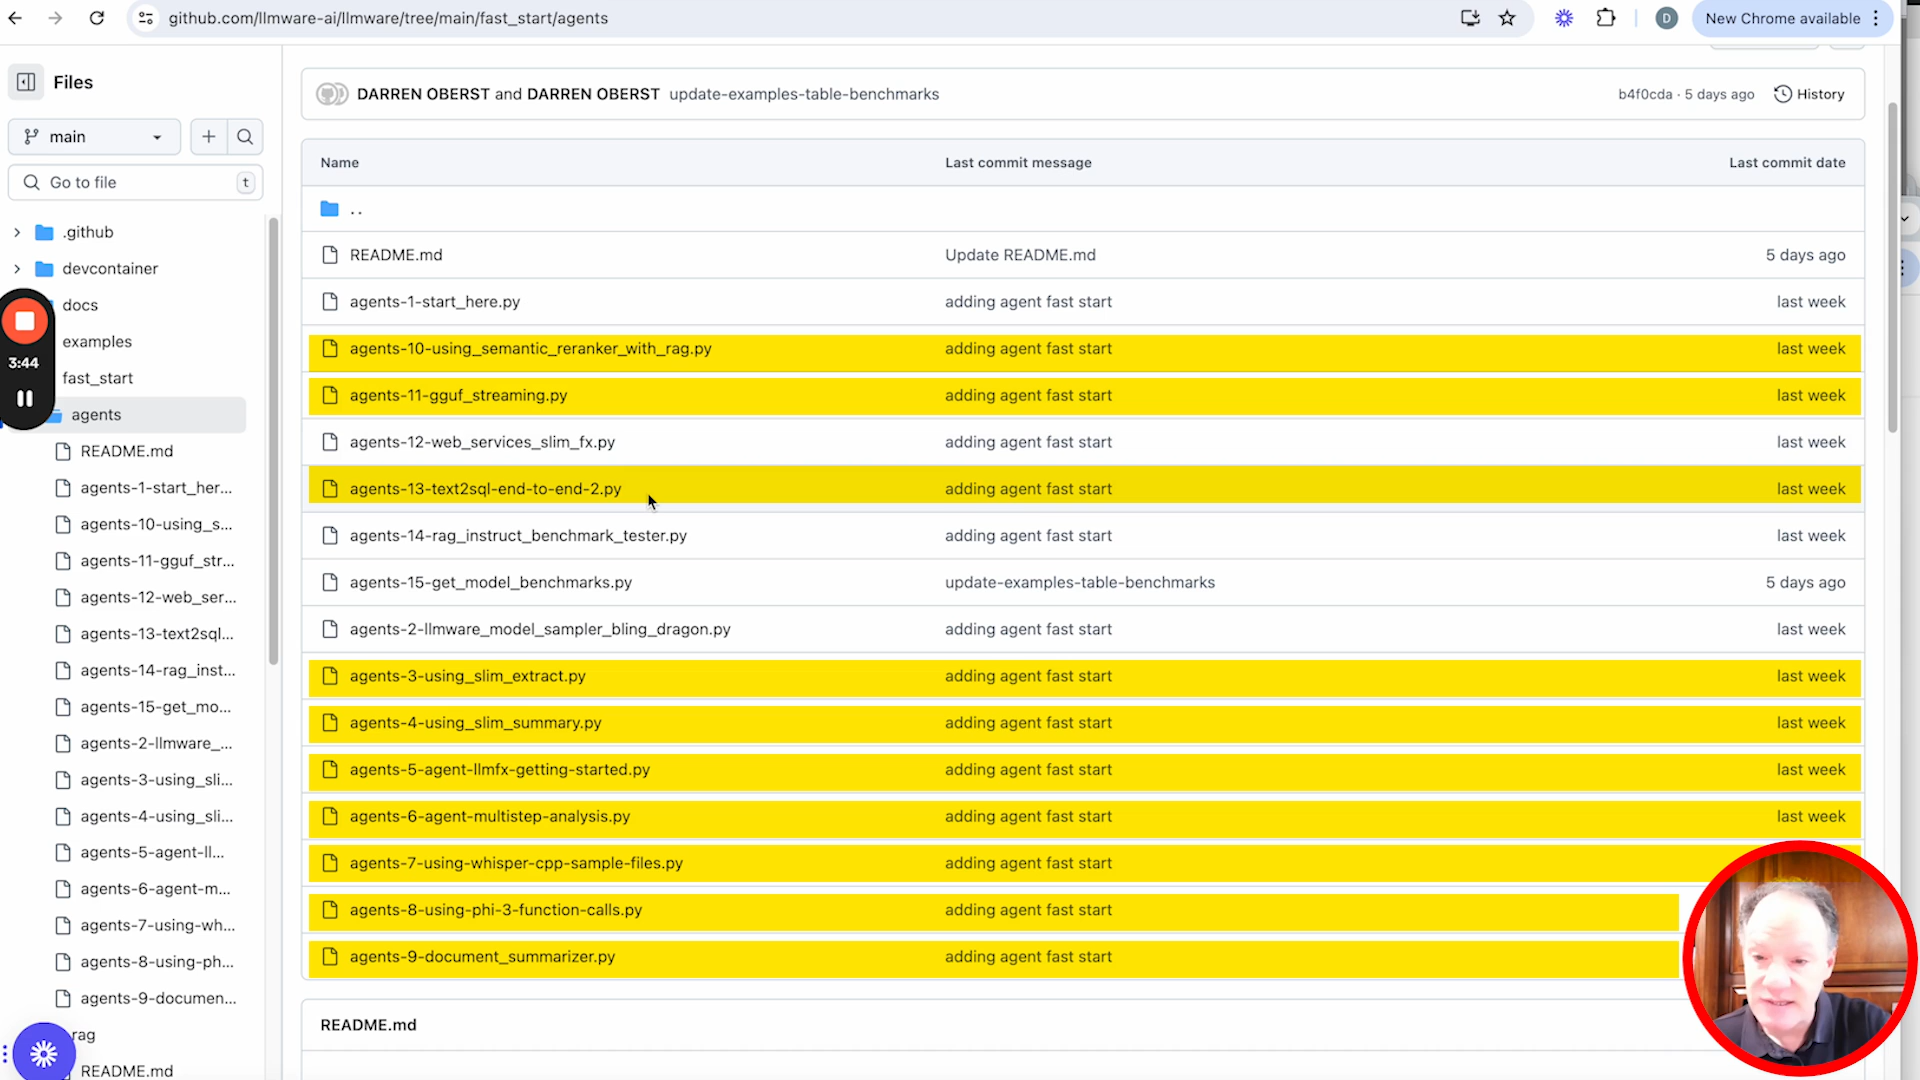 github.com/llmware-ai/llmware/tree/main/fast_start/agents
D
New Chrome available
Files
main
Go to file
t
.github
devcontainer
docs
examples
fast_start
agents
README.md
agents-1-start_her...
agents-10-using_s...
agents-11-gguf_str...
agents-12-web_ser...
agents-13-text2sql...
agents-14-rag_inst...
agents-15-get_mo...
agents-2-llmware_...
agents-3-using_sli...
agents-4-using_sli...
agents-5-agent-ll...
agents-6-agent-m...
agents-7-using-wh...
agents-8-using-ph...
agents-9-documen...
rag
README.md
3:44
DARREN OBERST and DARREN OBERST update-examples-table-benchmarks
b4f0cda · 5 days ago
History
Name Last commit message Last commit date
..
README.md Update README.md 5 days ago
agents-1-start_here.py adding agent fast start last week
agents-10-using_semantic_reranker_with_rag.py adding agent fast start last week
agents-11-gguf_streaming.py adding agent fast start last week
agents-12-web_services_slim_fx.py adding agent fast start last week
agents-13-text2sql-end-to-end-2.py adding agent fast start last week
agents-14-rag_instruct_benchmark_tester.py adding agent fast start last week
agents-15-get_model_benchmarks.py update-examples-table-benchmarks 5 days ago
agents-2-llmware_model_sampler_bling_dragon.py adding agent fast start last week
agents-3-using_slim_extract.py adding agent fast start last week
agents-4-using_slim_summary.py adding agent fast start last week
agents-5-agent-llmfx-getting-started.py adding agent fast start last week
agents-6-agent-multistep-analysis.py adding agent fast start last week
agents-7-using-whisper-cpp-sample-files.py adding agent fast start
agents-8-using-phi-3-function-calls.py adding agent fast start
agents-9-document_summarizer.py adding agent fast start
README.md